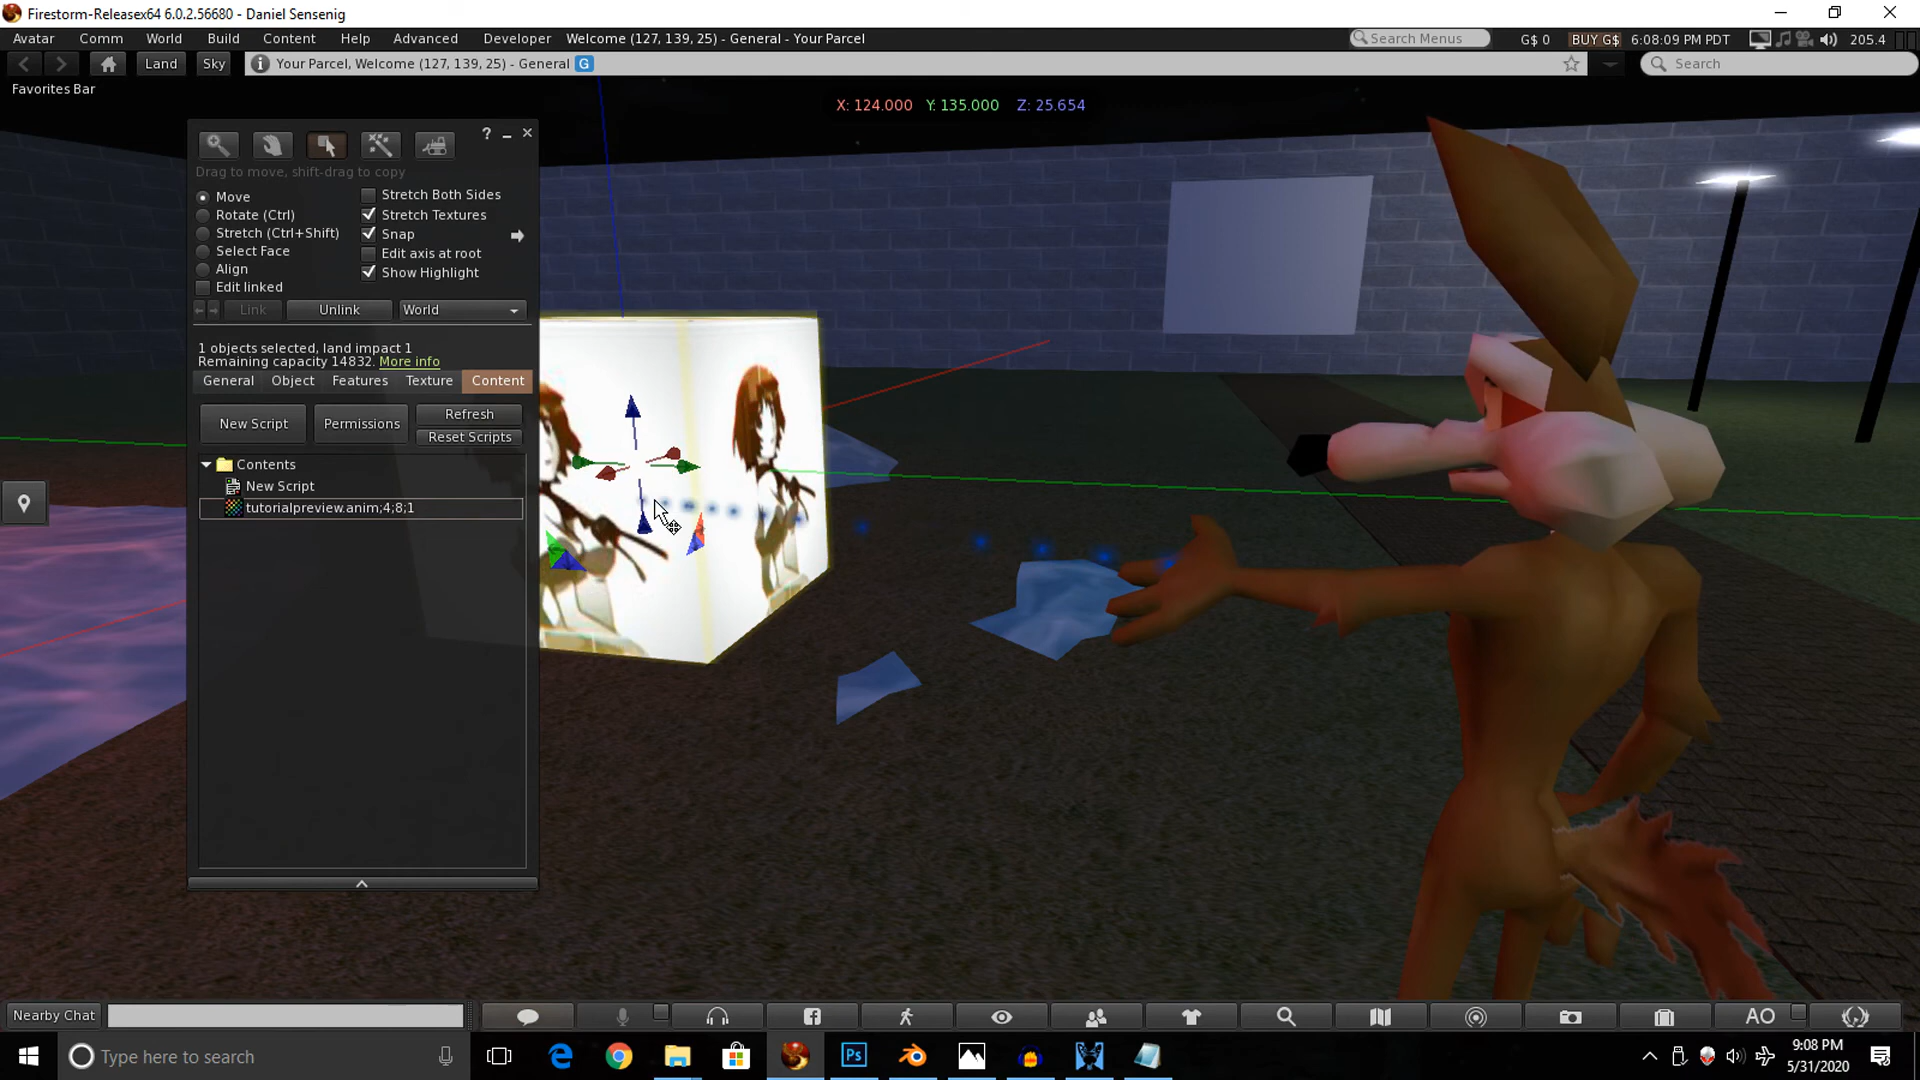 Firestorm-Releasex64 6.0.2.56680 - Daniel Sensenig
Avatar Comm World Build Content Help Advanced Developer Welcome (127, 139, 25) - General - Your Parcel
Search Menus
G$ 0 BUY G$ 6:08:09 PM PDT 205.4
Land Sky Your Parcel, Welcome (127, 139, 25) - General G
Search
Favorites Bar
X: 124.000 Y: 135.000 Z: 25.654
?
Drag to move, shift-drag to copy
Move
Rotate (Ctrl)
Stretch (Ctrl+Shift)
Select Face
Align
Edit linked
Stretch Both Sides
Stretch Textures
Snap
Edit axis at root
Show Highlight
Link Unlink World
1 objects selected, land impact 1
Remaining capacity 14832. More info
General Object Features Texture Content
New Script Permissions Refresh
Reset Scripts
Contents
New Script
tutorialpreview.anim;4;8;1
Nearby Chat
AO
Type here to search
Ps
9:08 PM
5/31/2020